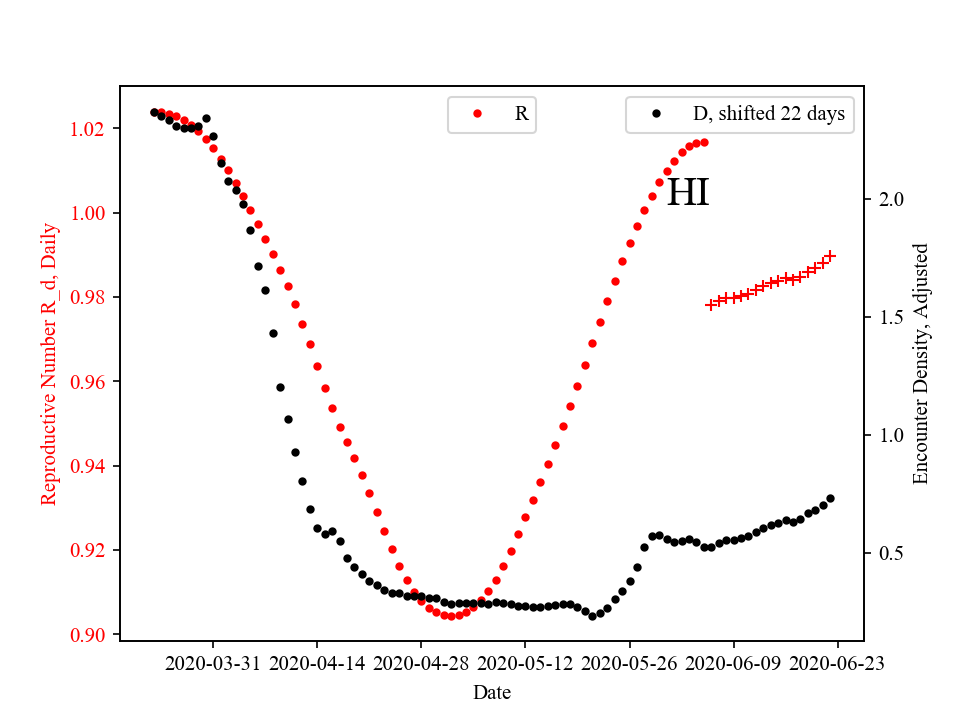 R
D, shifted 22 days
HI
Reproductive Number R_d, Daily
1.02
1.00
0.98
0.96
0.94
0.92
0.90
2.0
1.5
1.0
0.5
Encounter Density, Adjusted
2020-03-31 2020-04-14 2020-04-28 2020-05-12 2020-05-26 2020-06-09 2020-06-23
Date